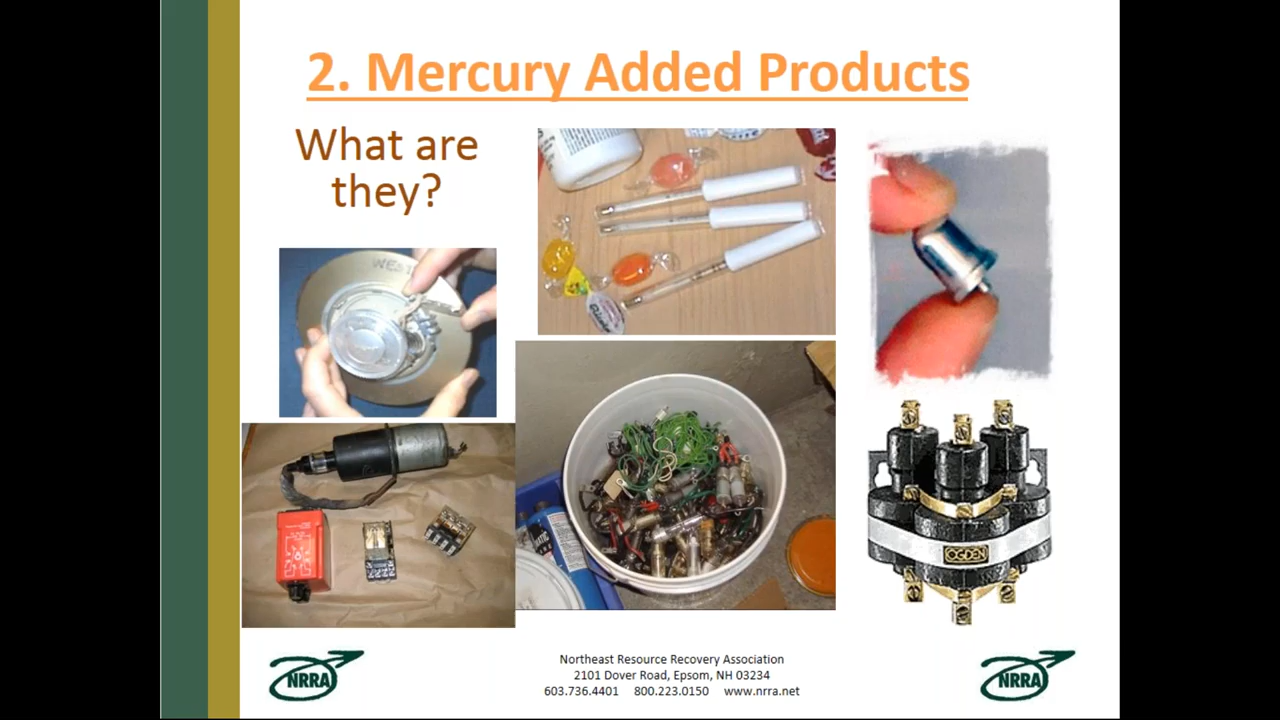 2. Mercury Added Products
What are
they?
WEST
OGDEN
NRRA
Northeast Resource Recovery Association
2101 Dover Road, Epsom, NH 03234
603.736.4401 800.223.0150 www.nrra.net
NRRA